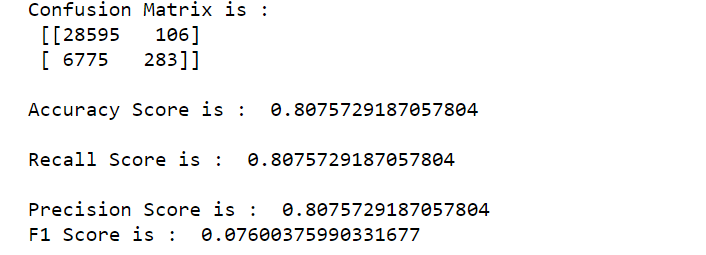 Confusion Matrix is :
[[28595   106]
[ 6775   283]]
Accuracy Score is :  0.8075729187057804
Recall Score is :  0.8075729187057804
Precision Score is :  0.8075729187057804
F1 Score is :  0.07600375990331677